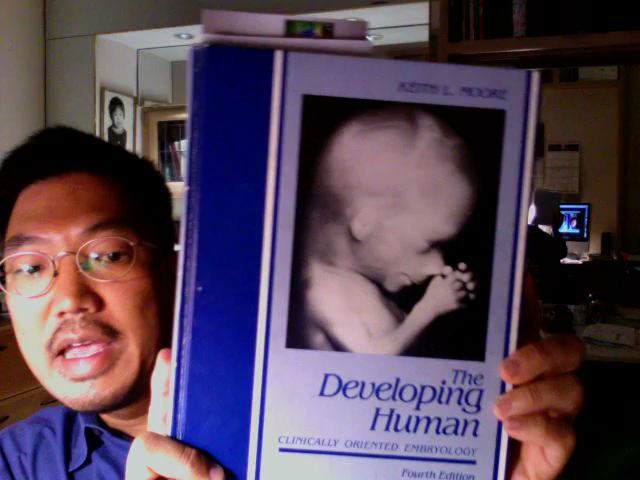 KEITH L. MOORE
The
Developing
Human
CLINICALLY ORIENTED EMBRYOLOGY
Fourth Edition